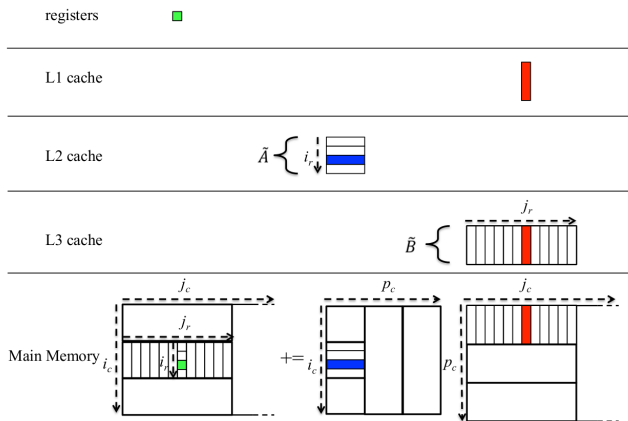 registers
L1 cache
L2 cache
Ã
i_r
L3 cache
B̃
j_r
Main Memory
j_c
j_r
i_r
i_c
+=
p_c
i_c
j_c
p_c